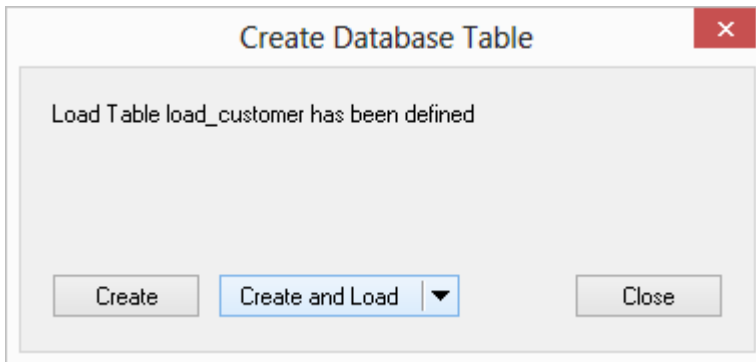 Create Database Table
Load Table load_customer has been defined
Create
Create and Load
Close